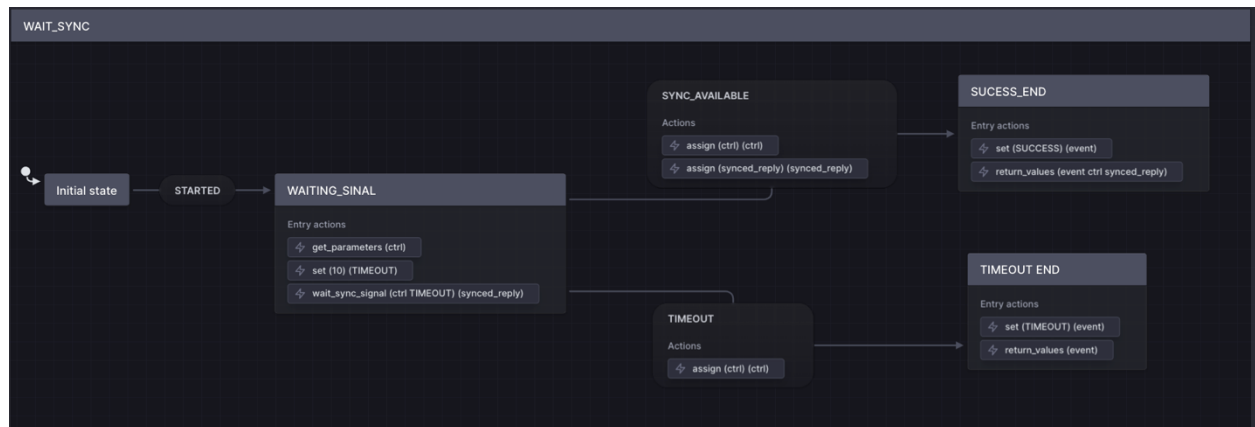 WAIT_SYNC
Initial state
STARTED
WAITING_SINAL
Entry actions
get_parameters (ctrl)
set (10) (TIMEOUT)
wait_sync_signal (ctrl TIMEOUT) (synced_reply)
SYNC_AVAILABLE
Actions
assign (ctrl) (ctrl)
assign (synced_reply) (synced_reply)
SUCESS_END
Entry actions
set (SUCCESS) (event)
return_values (event ctrl synced_reply)
TIMEOUT
Actions
assign (ctrl) (ctrl)
TIMEOUT END
Entry actions
set (TIMEOUT) (event)
return_values (event)